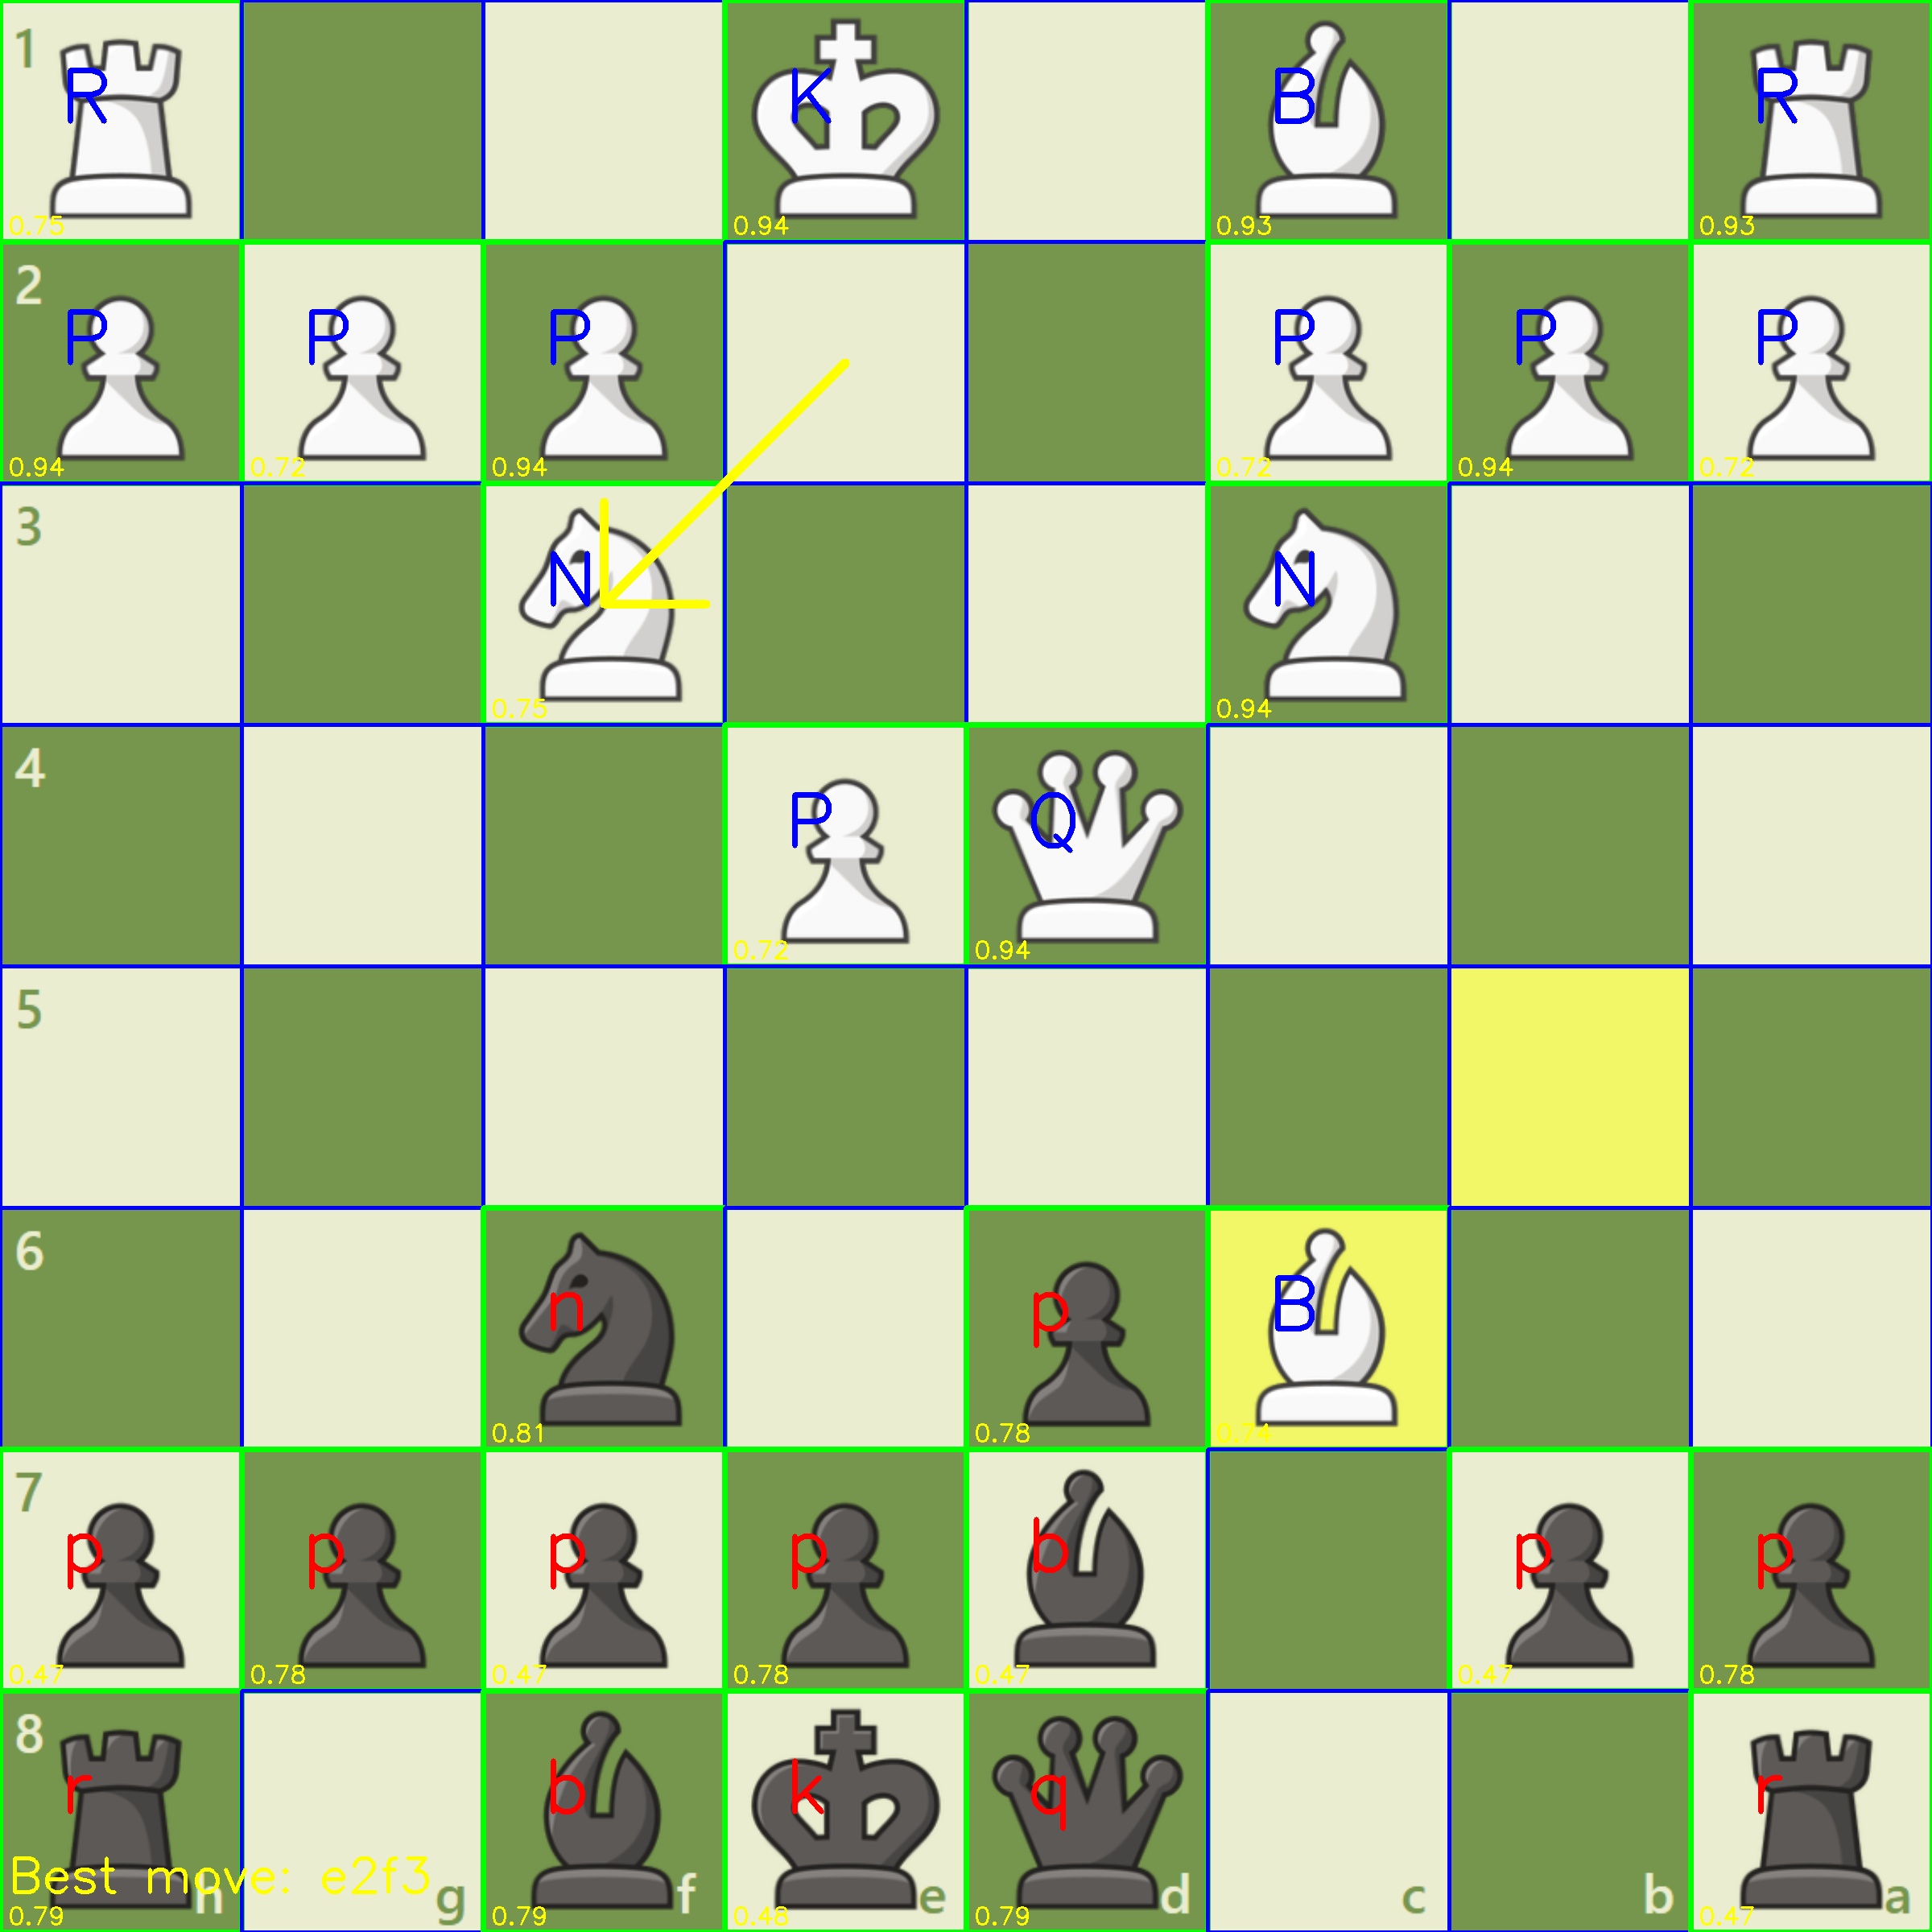 1 R K B R
0.75 0.94 0.93 0.93
2 P P P P P P
0.94 0.72 0.94 0.72 0.94 0.72
3 N N
0.75 0.94
4 P Q
0.72 0.94
5
6 n p B
0.81 0.78 0.74
7 p p p p b p p
0.47 0.78 0.47 0.78 0.47 0.47 0.78
8 r b k q r
Best move: e2f3
h g f e d c b a
0.79 0.79 0.48 0.79 0.47